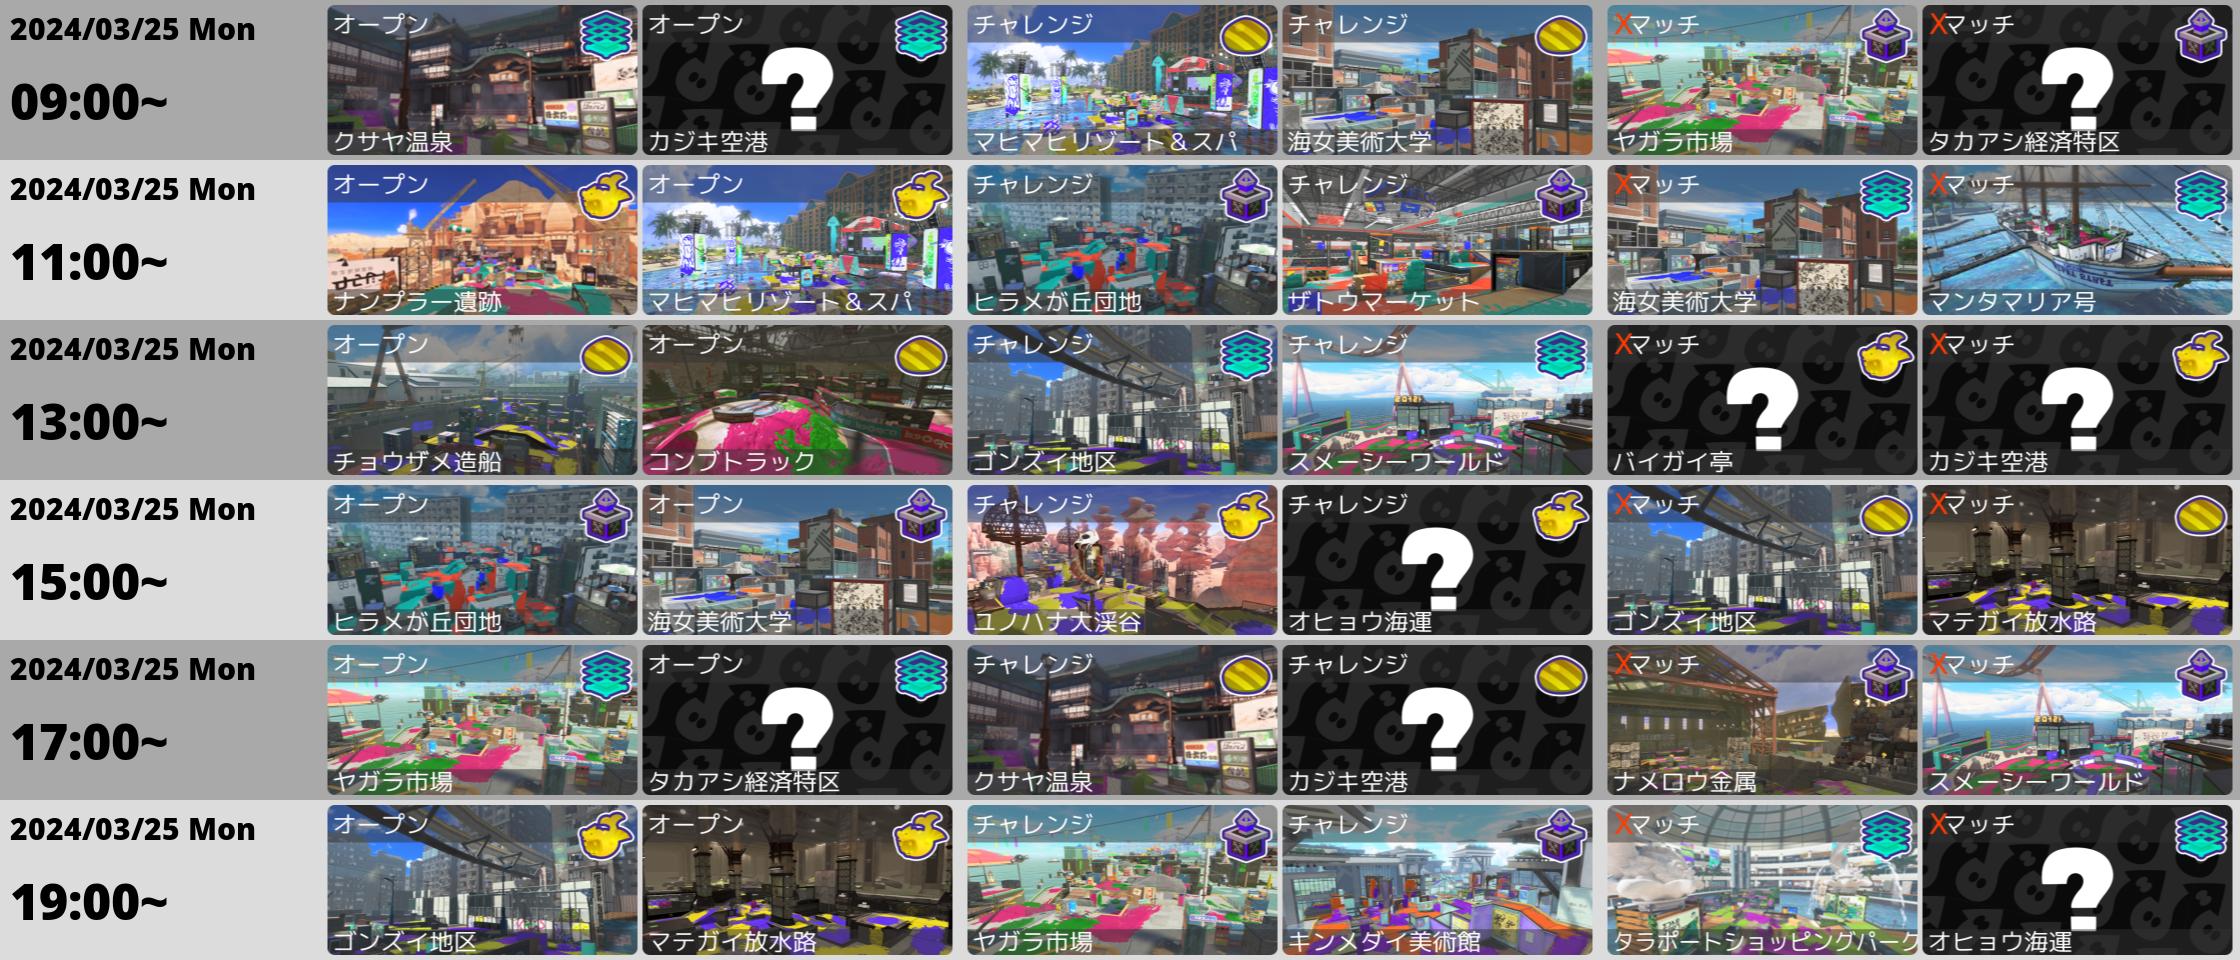 2024/03/25 Mon
09:00~
オープン
クサヤ温泉
オープン
?
カジキ空港
チャレンジ
マヒマヒリゾート＆スパ
チャレンジ
海女美術大学
Xマッチ
ヤガラ市場
Xマッチ
?
タカアシ経済特区
2024/03/25 Mon
11:00~
オープン
ナンプラー遺跡
オープン
マヒマヒリゾート＆スパ
チャレンジ
ヒラメが丘団地
チャレンジ
ザトウマーケット
Xマッチ
海女美術大学
Xマッチ
マンタマリア号
2024/03/25 Mon
13:00~
オープン
チョウザメ造船
オープン
コンブトラック
チャレンジ
ゴンズイ地区
チャレンジ
スメーシーワールド
Xマッチ
?
バイガイ亭
Xマッチ
?
カジキ空港
2024/03/25 Mon
15:00~
オープン
ヒラメが丘団地
オープン
海女美術大学
チャレンジ
ユノハナ大渓谷
チャレンジ
?
オヒョウ海運
Xマッチ
ゴンズイ地区
Xマッチ
マテガイ放水路
2024/03/25 Mon
17:00~
オープン
ヤガラ市場
オープン
?
タカアシ経済特区
チャレンジ
クサヤ温泉
チャレンジ
?
カジキ空港
Xマッチ
ナメロウ金属
Xマッチ
スメーシーワールド
2024/03/25 Mon
19:00~
オープン
ゴンズイ地区
オープン
マテガイ放水路
チャレンジ
ヤガラ市場
チャレンジ
キンメダイ美術館
Xマッチ
タラポートショッピングパーク
Xマッチ
?
オヒョウ海運